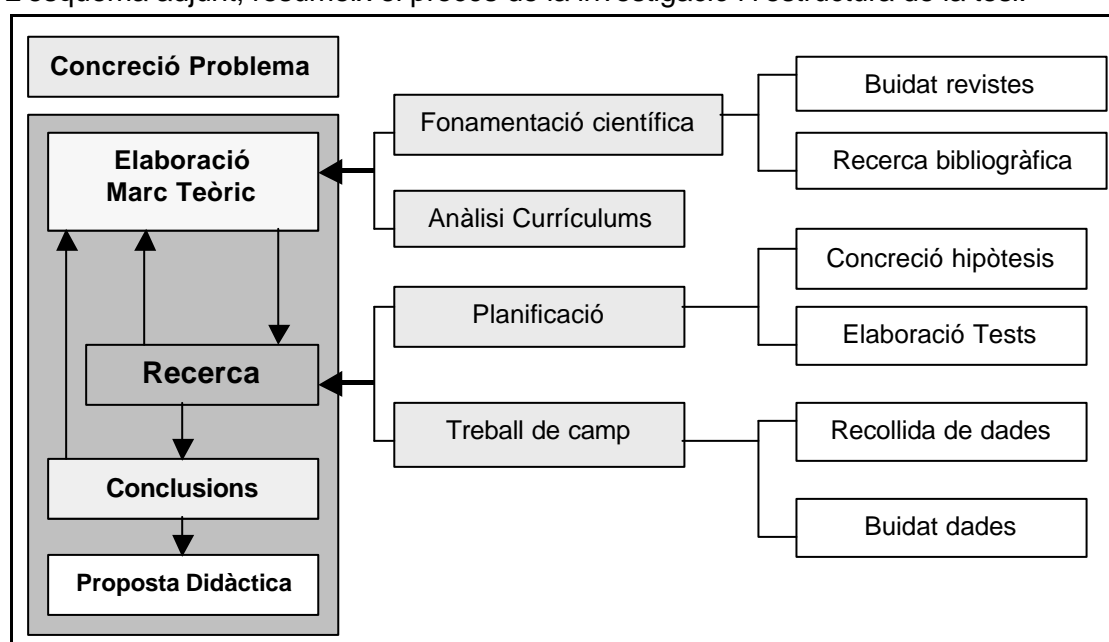 L'esquema adjunt, resumeix el procés de la investigació i l'estructura de la tesi.
Concreció Problema
Elaboració
Marc Teòric
Recerca
Conclusions
Proposta Didàctica
Fonamentació científica
Anàlisi Currículums
Planificació
Treball de camp
Buidat revistes
Recerca bibliogràfica
Concreció hipòtesis
Elaboració Tests
Recollida de dades
Buidat dades